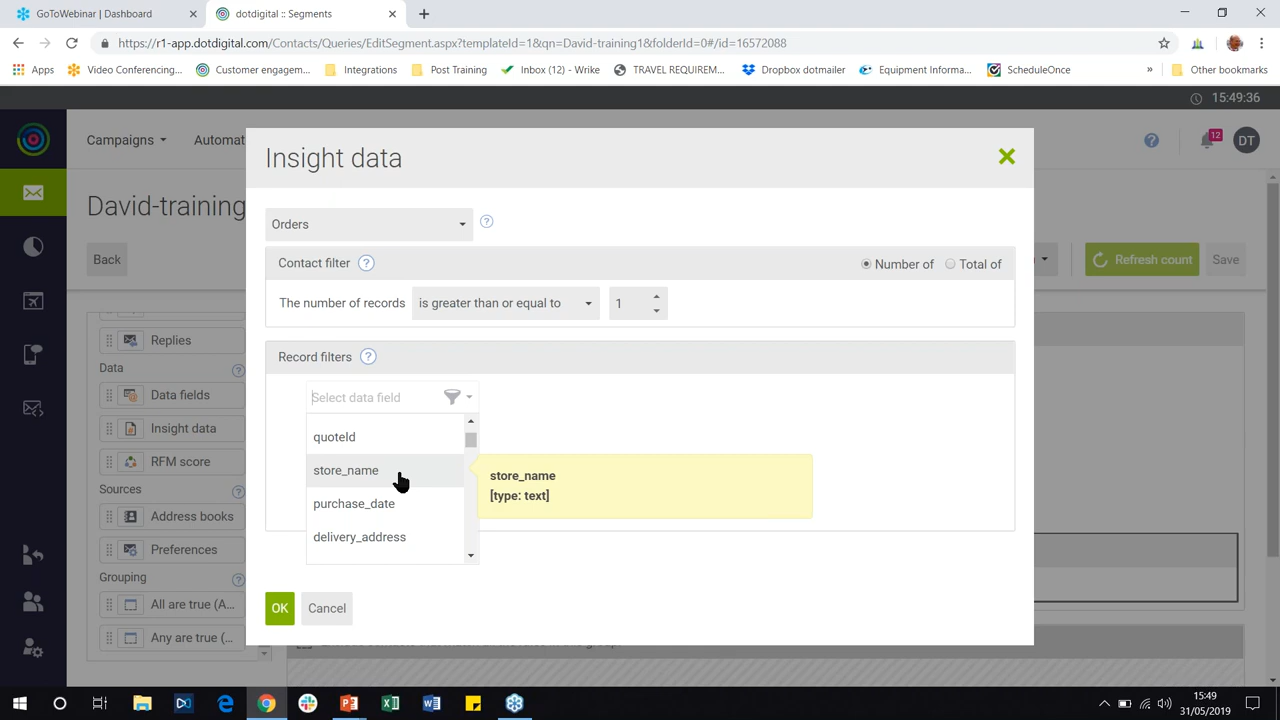 GoToWebinar | Dashboard
dotdigital :: Segments
https://r1-app.dotdigital.com/Contacts/Queries/EditSegment.aspx?templateId=1&qn=David-training1&folderId=0#/id=16572088
Apps
Video Conferencing...
Customer engagem...
Integrations
Post Training
Inbox (12) - Wrike
TRAVEL REQUIREM...
Dropbox dotmailer
Equipment Informa...
ScheduleOnce
»
Other bookmarks
15:49:36
Campaigns
Automat
12
DT
David-training
Back
Refresh count
Save
Insight data
Orders
Contact filter
Number of
Total of
The number of records
is greater than or equal to
1
Record filters
Select data field
quoteId
store_name
purchase_date
delivery_address
store_name
[type: text]
OK
Cancel
Replies
Data
Data fields
Insight data
RFM score
Sources
Address books
Preferences
Grouping
All are true (A...
Any are true (...
15:49
31/05/2019